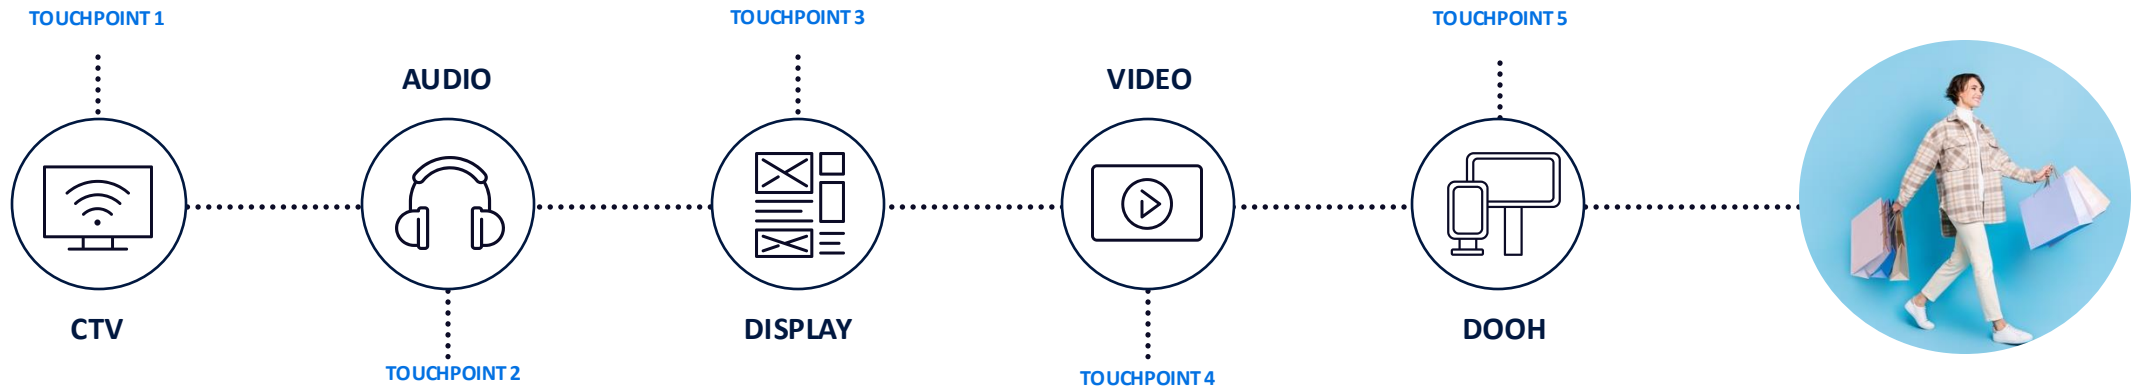 TOUCHPOINT 1
CTV
AUDIO
TOUCHPOINT 2
TOUCHPOINT 3
DISPLAY
VIDEO
TOUCHPOINT 4
TOUCHPOINT 5
DOOH